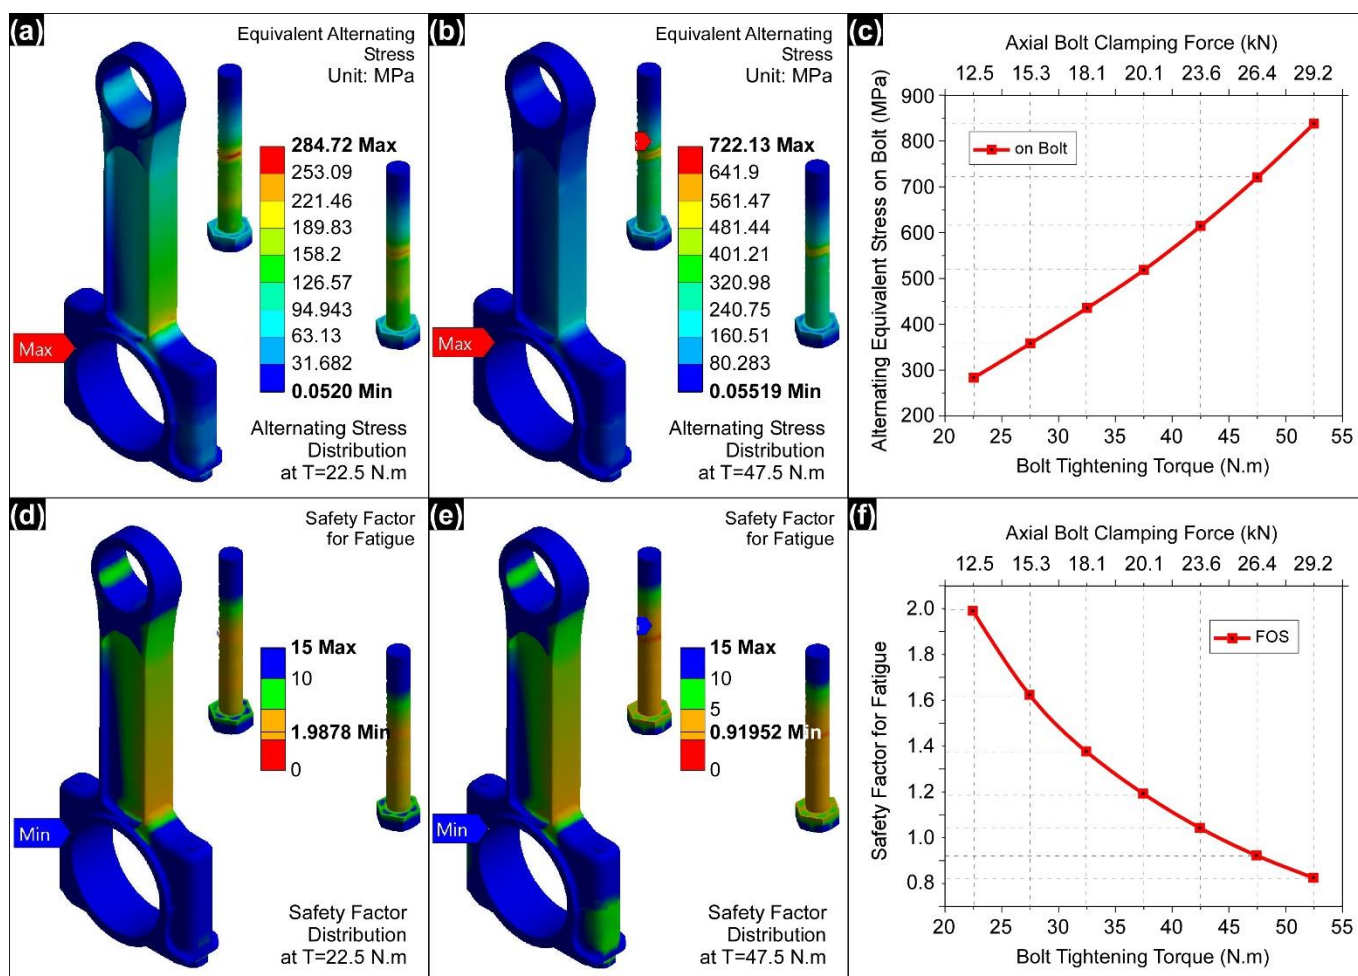 (a)
Equivalent Alternating
Stress
Unit: MPa
284.72 Max
253.09
221.46
189.83
158.2
126.57
94.943
63.13
31.682
0.0520 Min
Max
Alternating Stress
Distribution
at T=22.5 N.m
(b)
Equivalent Alternating
Stress
Unit: MPa
722.13 Max
641.9
561.47
481.44
401.21
320.98
240.75
160.51
80.283
0.05519 Min
Max
Alternating Stress
Distribution
at T=47.5 N.m
(c)
Axial Bolt Clamping Force (kN)
12.5 15.3 18.1 20.1 23.6 26.4 29.2
Alternating Equivalent Stress on Bolt (MPa)
900
800
700
600
500
400
300
200
on Bolt
20 25 30 35 40 45 50 55
Bolt Tightening Torque (N.m)
(d)
Safety Factor
for Fatigue
15 Max
10
1.9878 Min
0
Min
Safety Factor
Distribution
at T=22.5 N.m
(e)
Safety Factor
for Fatigue
15 Max
10
5
0.91952 Min
0
Min
Safety Factor
Distribution
at T=47.5 N.m
(f)
Axial Bolt Clamping Force (kN)
12.5 15.3 18.1 20.1 23.6 26.4 29.2
Safety Factor for Fatigue
2.0
1.8
1.6
1.4
1.2
1.0
0.8
FOS
20 25 30 35 40 45 50 55
Bolt Tightening Torque (N.m)